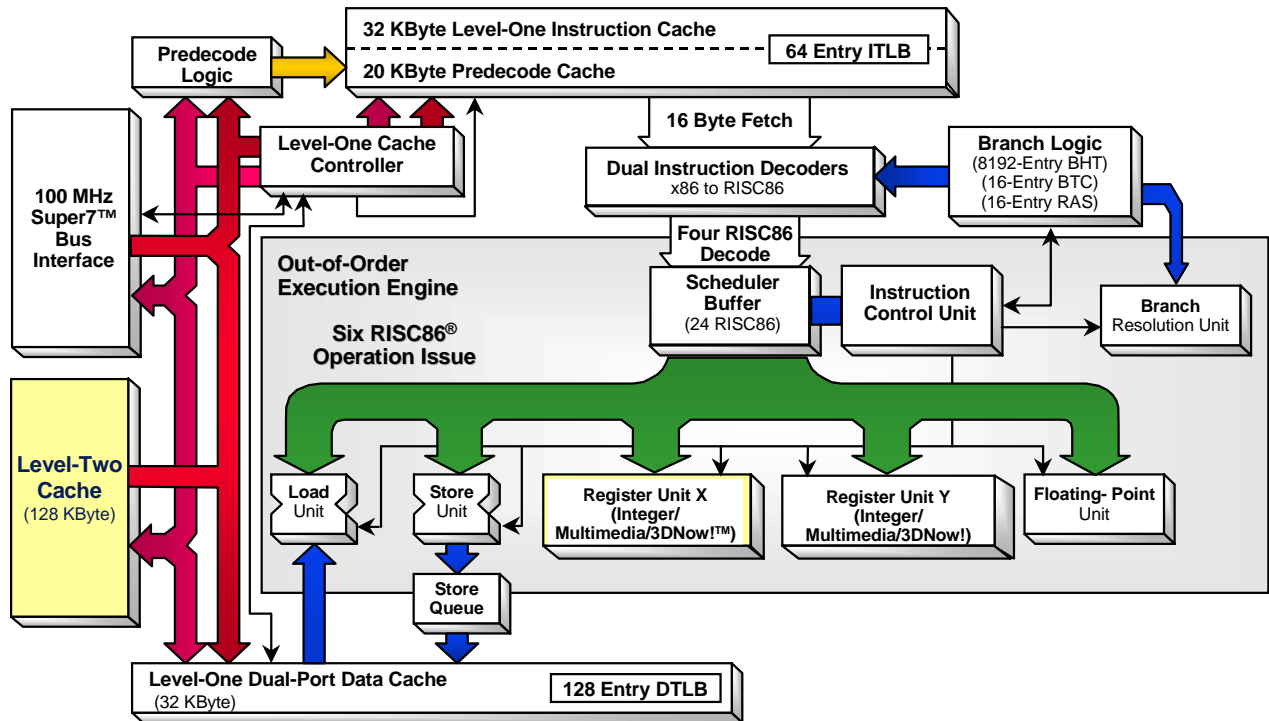 32 KByte Level-One Instruction Cache
64 Entry ITLB
20 KByte Predecode Cache
Predecode
Logic
16 Byte Fetch
Level-One Cache
Controller
Dual Instruction Decoders
x86 to RISC86
Branch Logic
(8192-Entry BHT)
(16-Entry BTC)
(16-Entry RAS)
100 MHz
Super7™
Bus
Interface
Four RISC86
Decode
Out-of-Order
Execution Engine
Scheduler
Buffer
(24 RISC86)
Instruction
Control Unit
Branch
Resolution Unit
Six RISC86®
Operation Issue
Level-Two
Cache
(128 KByte)
Load
Unit
Store
Unit
Register Unit X
(Integer/
Multimedia/3DNow!™)
Register Unit Y
(Integer/
Multimedia/3DNow!)
Floating- Point
Unit
Store
Queue
Level-One Dual-Port Data Cache
(32 KByte)
128 Entry DTLB